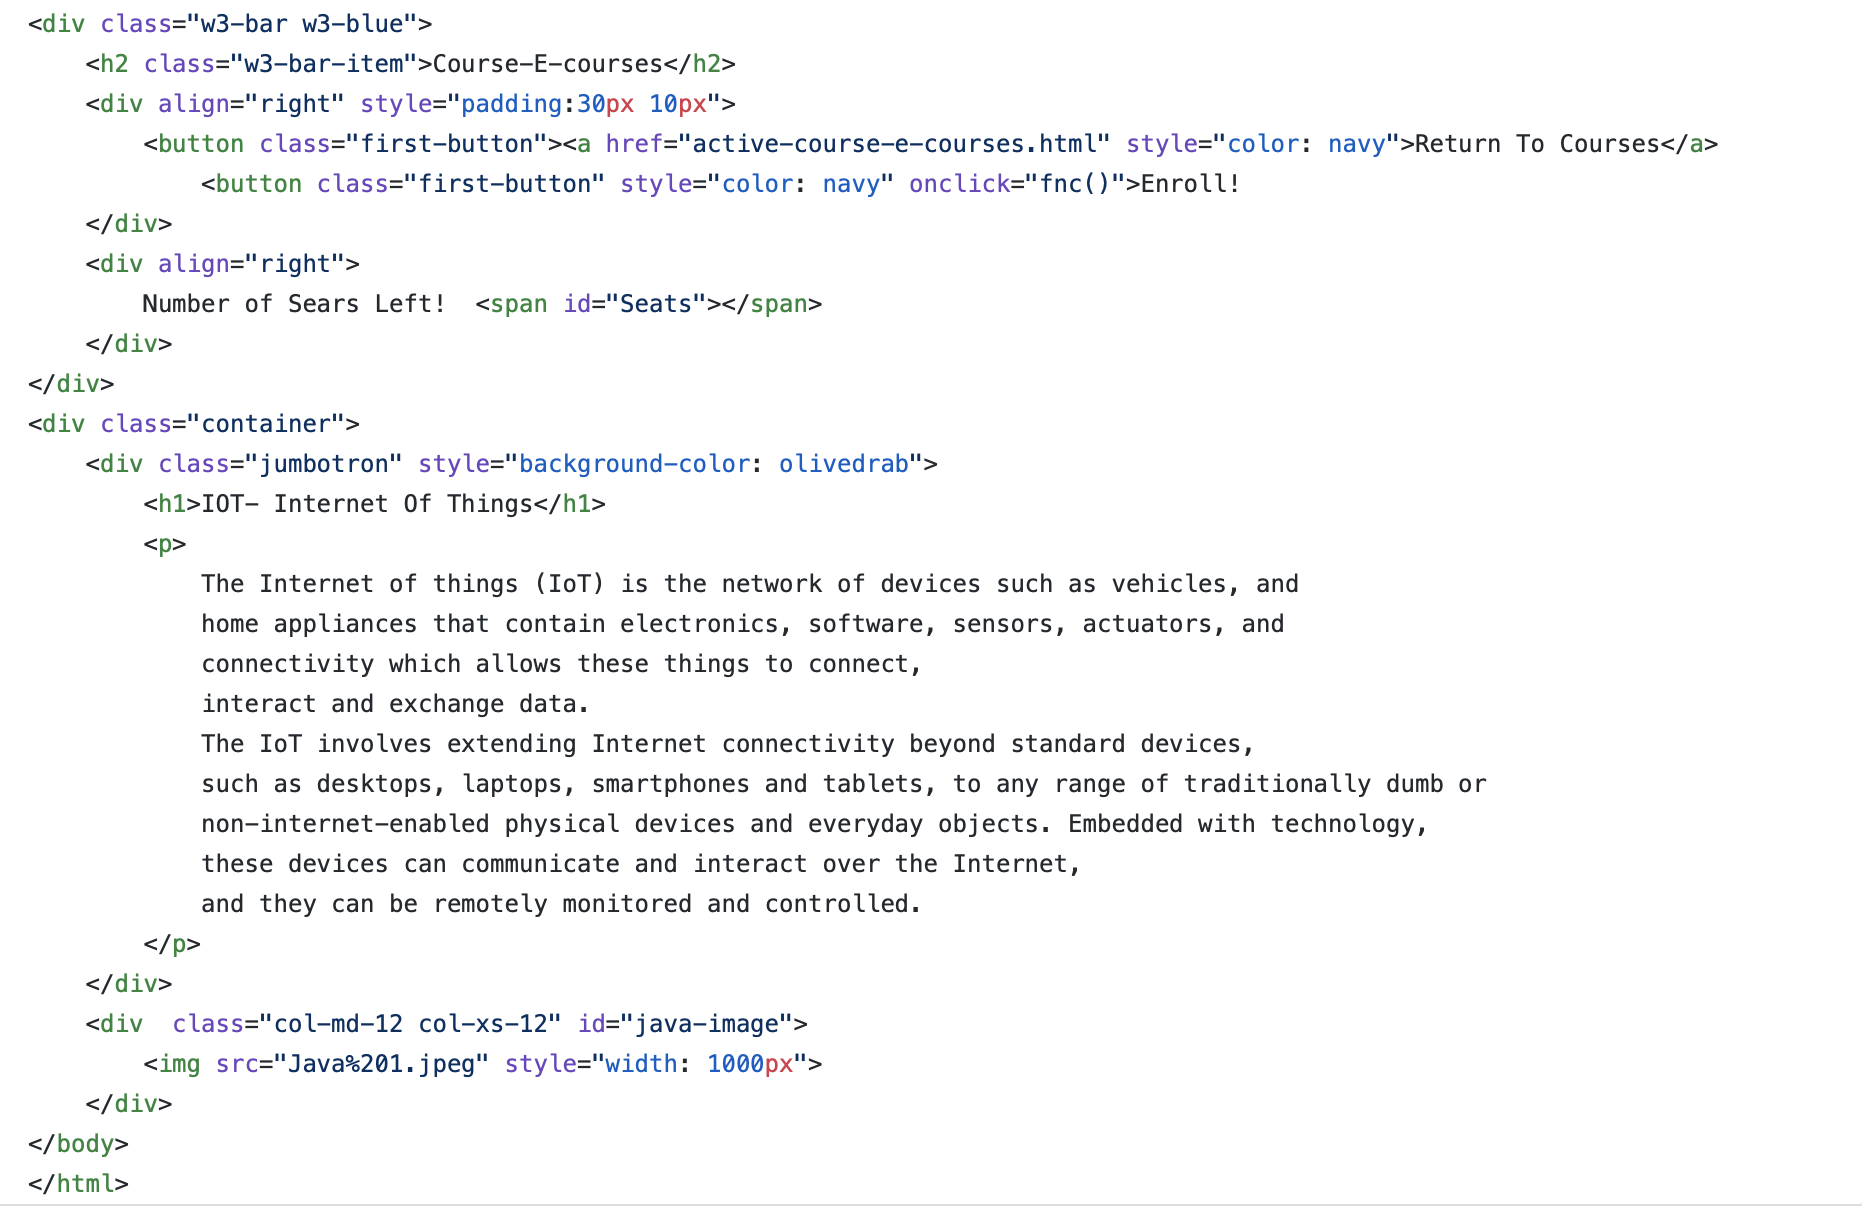 <div class="w3-bar w3-blue">
    <h2 class="w3-bar-item">Course-E-courses</h2>
    <div align="right" style="padding:30px 10px">
        <button class="first-button"><a href="active-course-e-courses.html" style="color: navy">Return To Courses</a>
            <button class="first-button" style="color: navy" onclick="fnc()">Enroll!
    </div>
    <div align="right">
        Number of Sears Left!  <span id="Seats"></span>
    </div>
</div>
<div class="container">
    <div class="jumbotron" style="background-color: olivedrab">
        <h1>IOT- Internet Of Things</h1>
        <p>
            The Internet of things (IoT) is the network of devices such as vehicles, and
            home appliances that contain electronics, software, sensors, actuators, and
            connectivity which allows these things to connect,
            interact and exchange data.
            The IoT involves extending Internet connectivity beyond standard devices,
            such as desktops, laptops, smartphones and tablets, to any range of traditionally dumb or
            non-internet-enabled physical devices and everyday objects. Embedded with technology,
            these devices can communicate and interact over the Internet,
            and they can be remotely monitored and controlled.
        </p>
    </div>
    <div  class="col-md-12 col-xs-12" id="java-image">
        <img src="Java%201.jpeg" style="width: 1000px">
    </div>
</body>
</html>